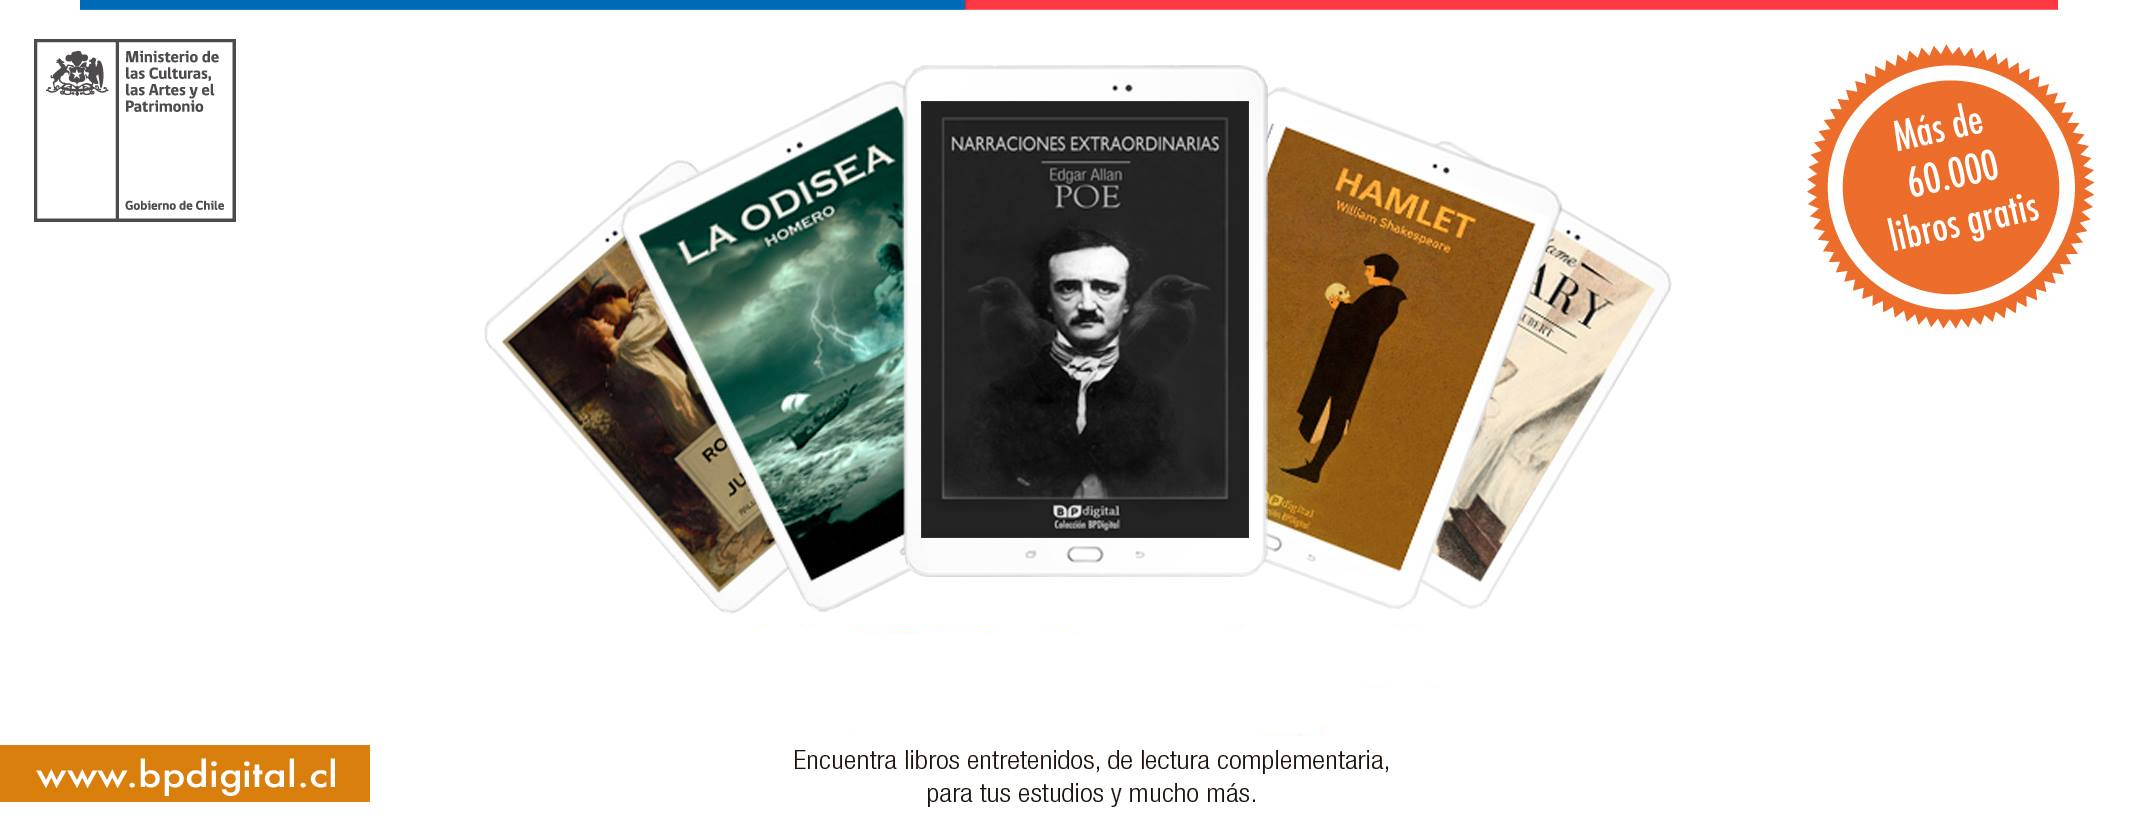 Ministerio de
las Culturas,
las Artes y el
Patrimonio
Gobierno de Chile
RO
JU
LA ODISEA
HOMERO
NARRACIONES EXTRAORDINARIAS
Edgar Allan
POE
BPdigital
Colección BPDigital
HAMLET
William Shakespeare
digital
ARY
UBERT
Más de
60.000
libros gratis
www.bpdigital.cl
Encuentra libros entretenidos, de lectura complementaria,
para tus estudios y mucho más.